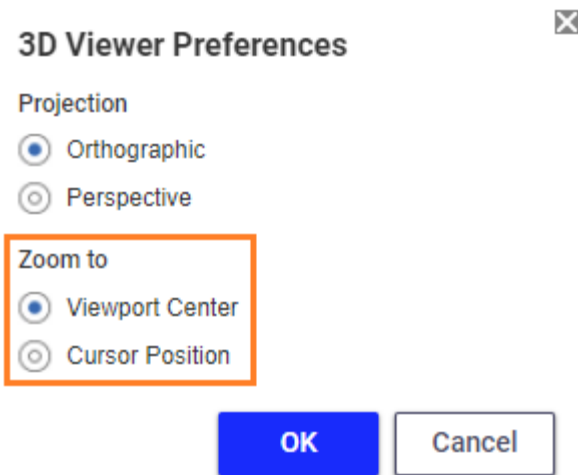 3D Viewer Preferences
Projection
Orthographic
Perspective
Zoom to
Viewport Center
Cursor Position
OK
Cancel